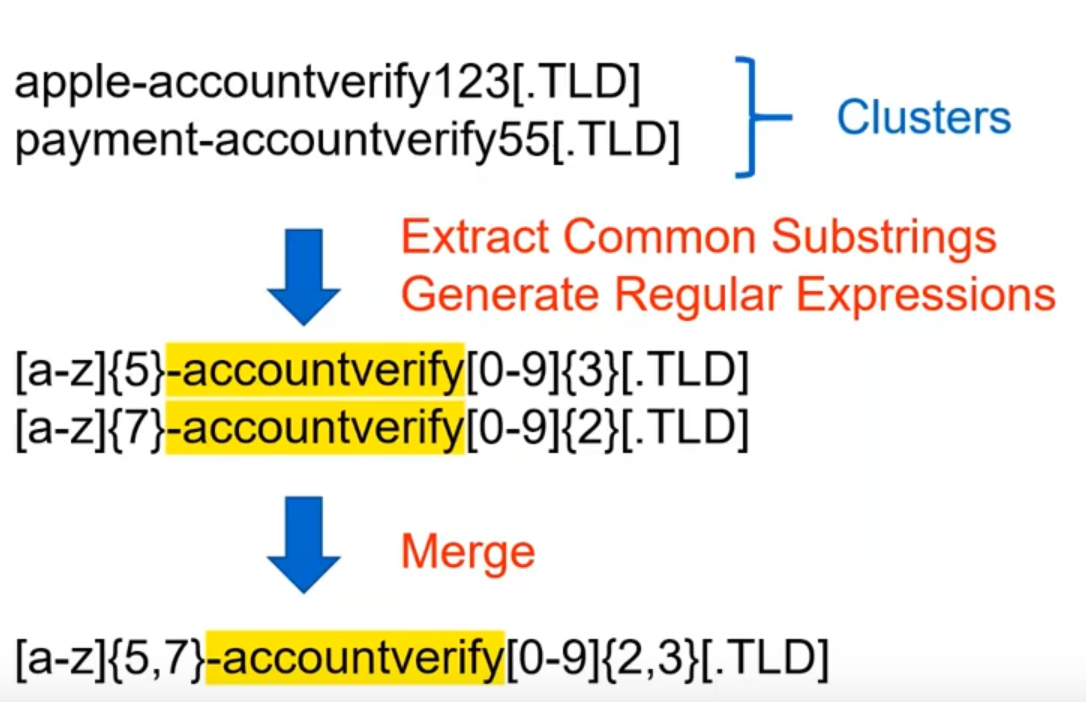 apple-accountverify123[.TLD]
payment-accountverify55[.TLD]
Clusters
Extract Common Substrings
Generate Regular Expressions
[a-z]{5}-accountverify[0-9]{3}[.TLD]
[a-z]{7}-accountverify[0-9]{2}[.TLD]
Merge
[a-z]{5,7}-accountverify[0-9]{2,3}[.TLD]